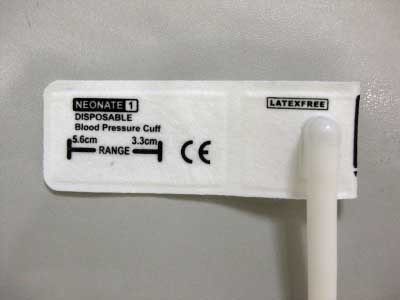 NEONATE 1
DISPOSABLE
Blood Pressure Cuff
5.6cm 3.3cm
RANGE
CE
LATEXFREE